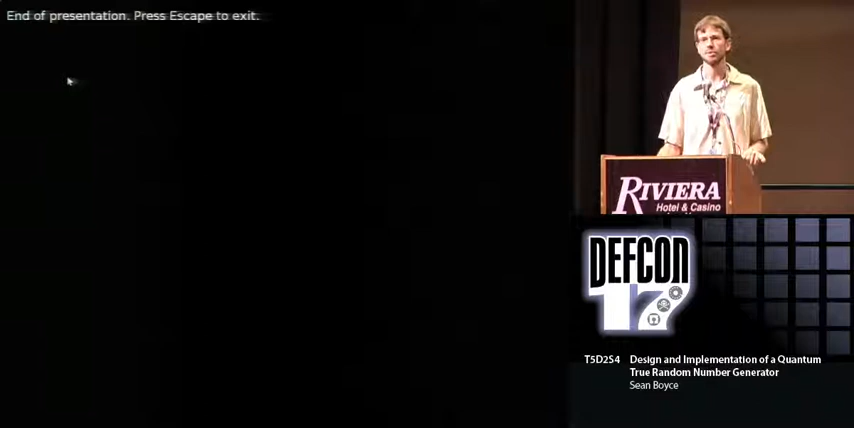 End of presentation. Press Escape to exit.
RIVIERA
Hotel & Casino
DEFCON
17
T5D2S4 Design and Implementation of a Quantum
True Random Number Generator
Sean Boyce